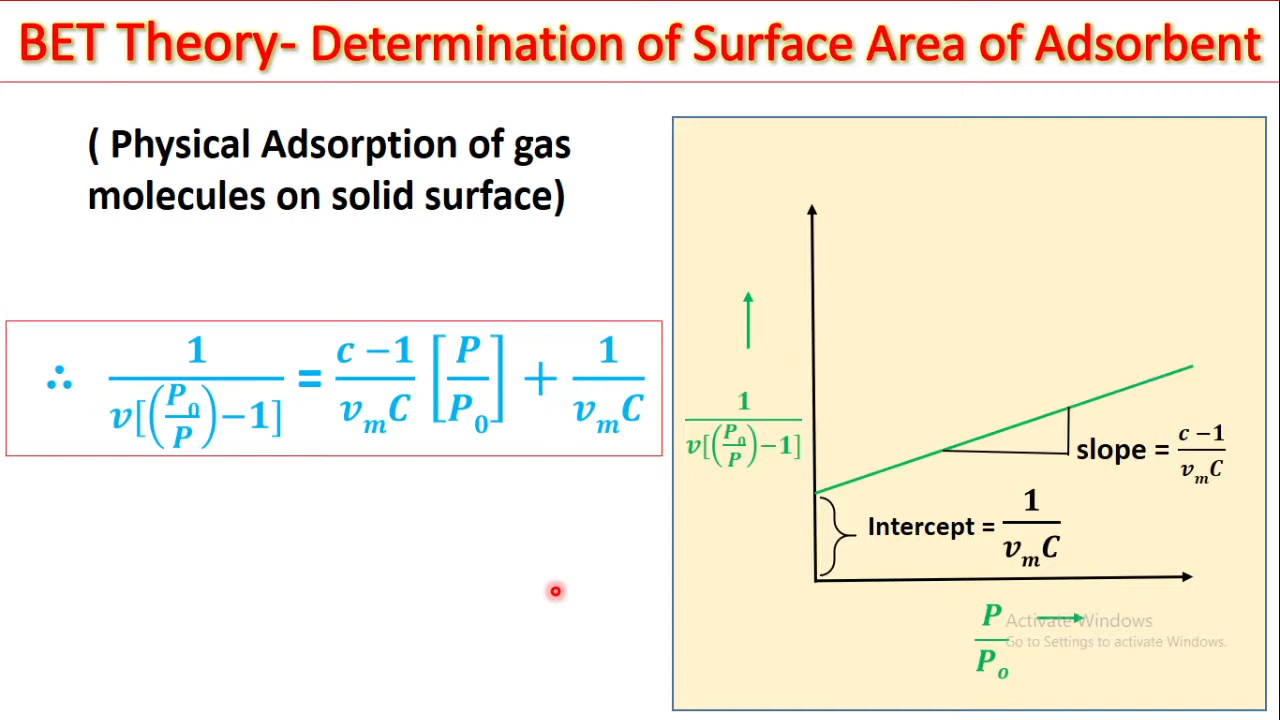 BET Theory- Determination of Surface Area of Adsorbent
( Physical Adsorption of gas
molecules on solid surface)
∴ 1/(v[(P₀/P)−1]) = (c −1)/(vₘC) [P/P₀] + 1/(vₘC)
1/(v[(P₀/P)−1])
slope = (c −1)/(vₘC)
Intercept = 1/(vₘC)
P/Pₒ
Activate Windows
Go to Settings to activate Windows.